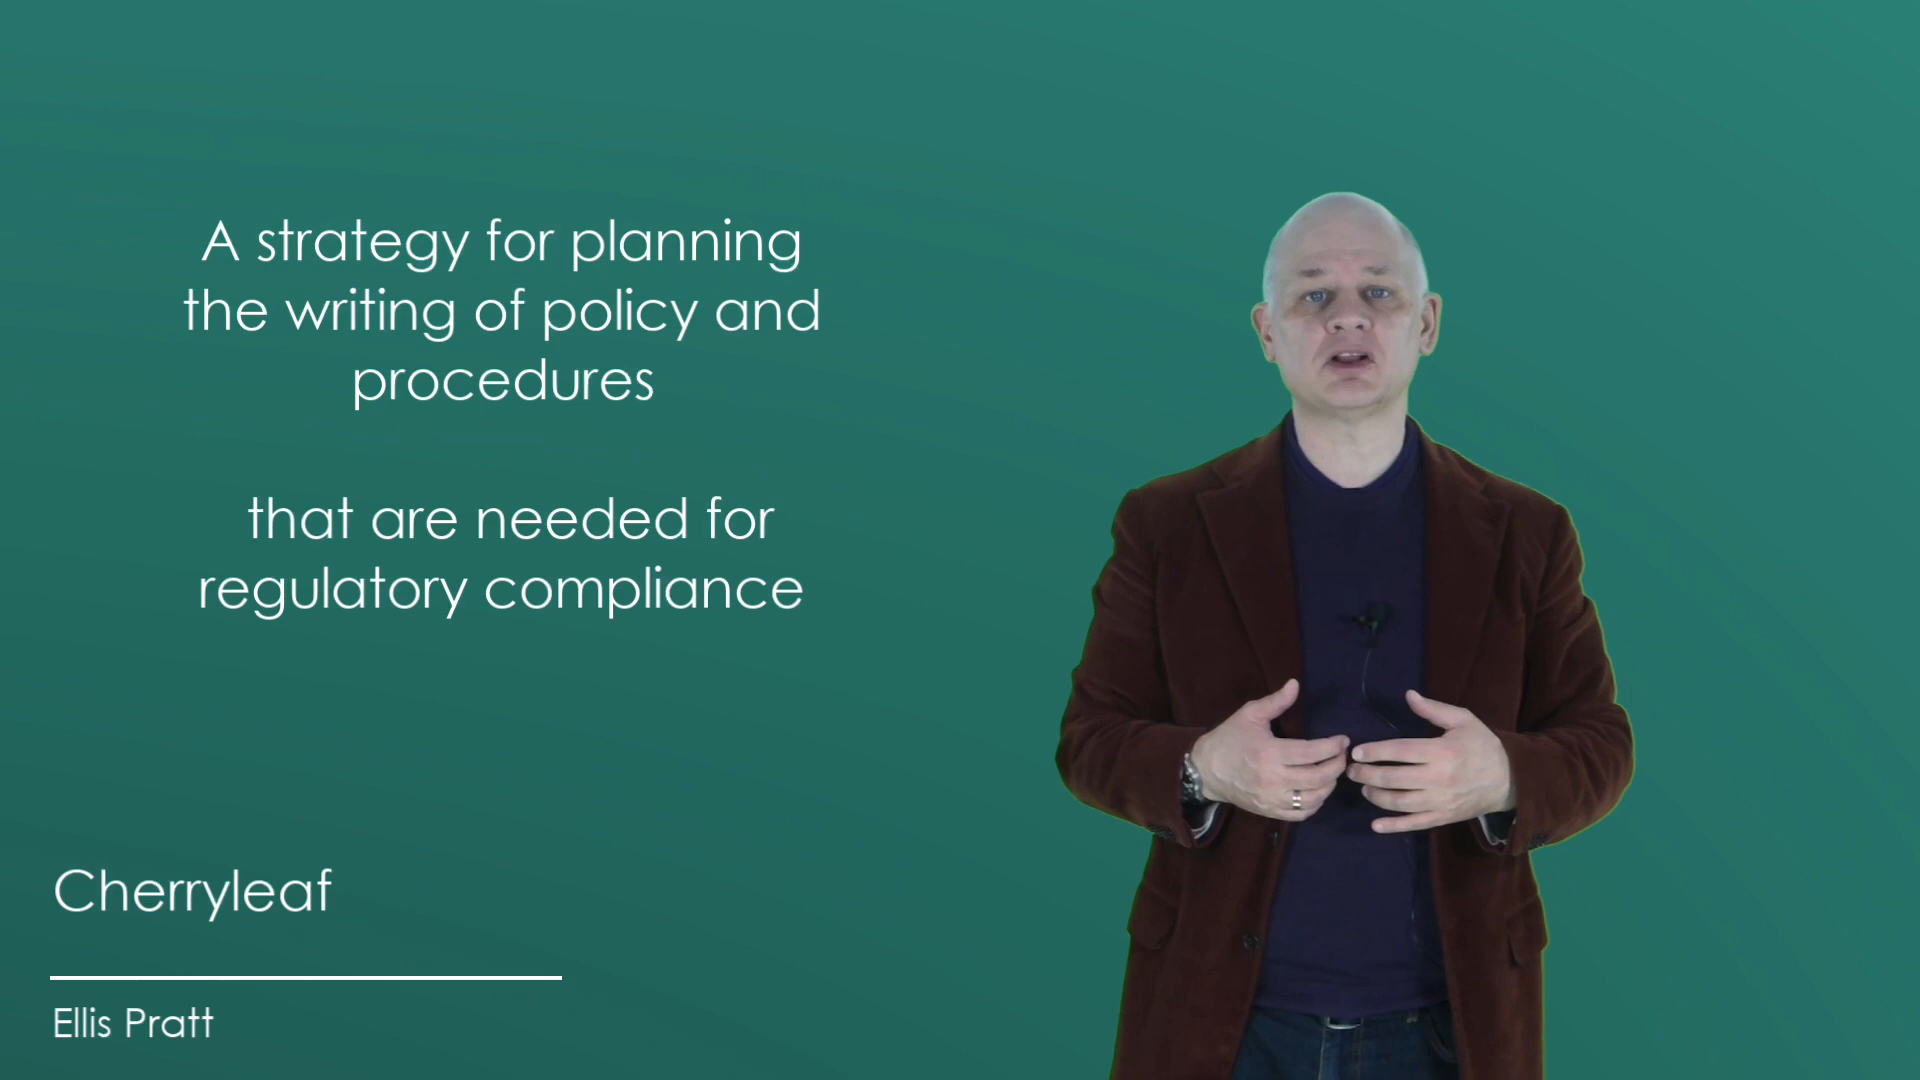 A strategy for planning
the writing of policy and
procedures
that are needed for
regulatory compliance
Cherryleaf
Ellis Pratt